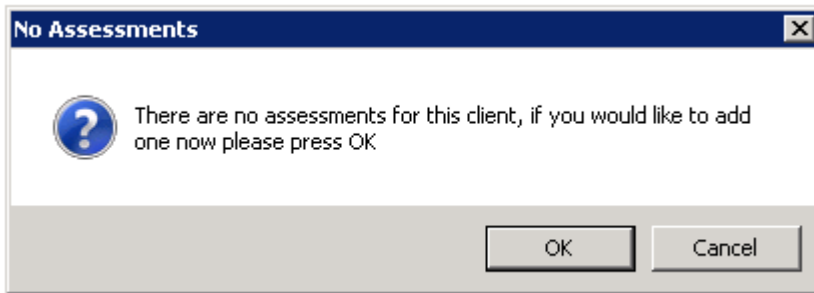 No Assessments
There are no assessments for this client, if you would like to add
one now please press OK
OK
Cancel